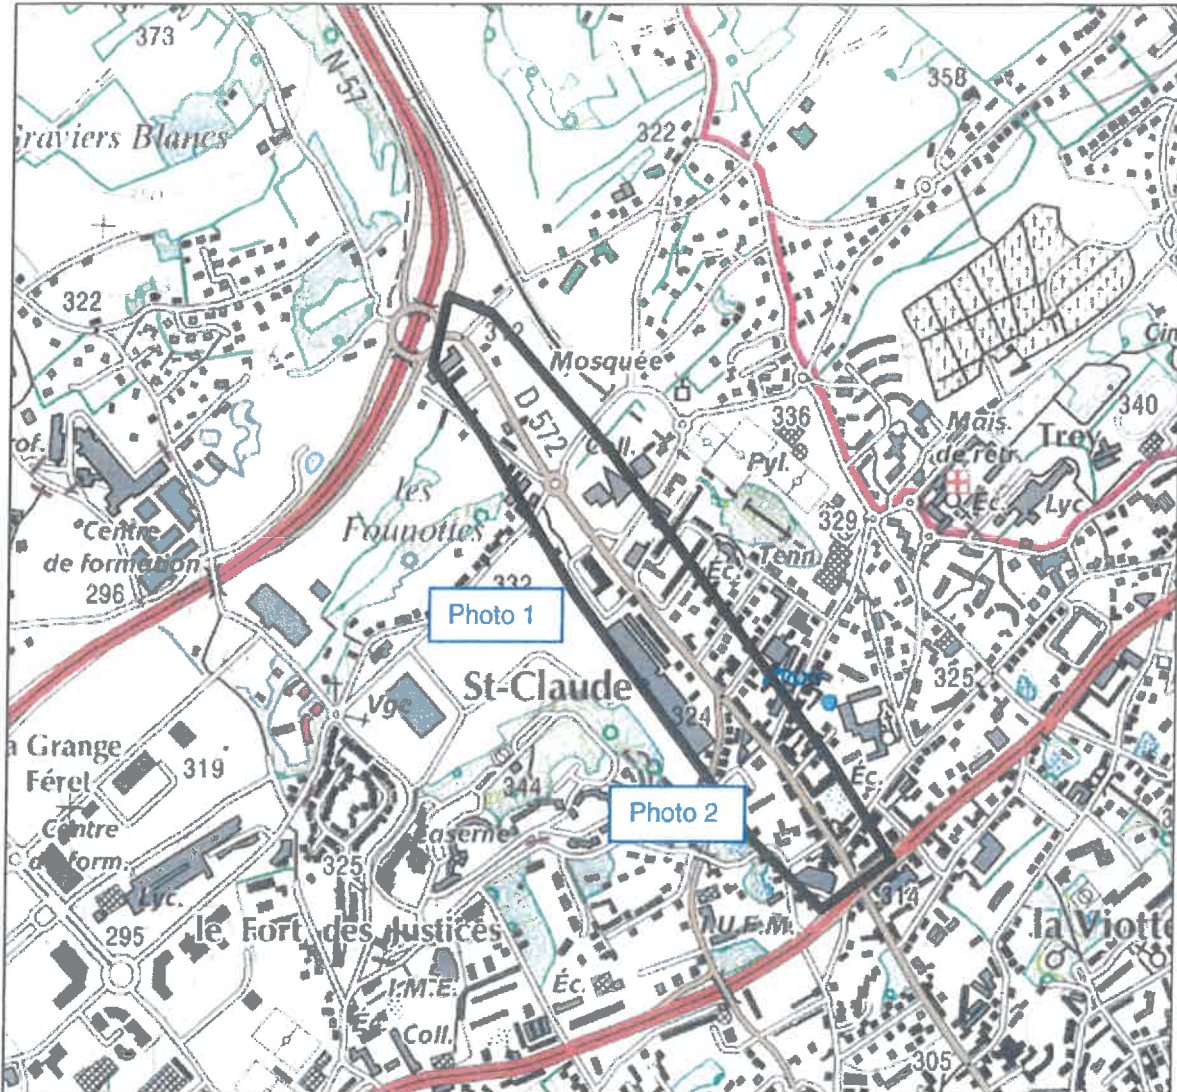 373
N-57
358
Graviers Blancs
322
322
Mosquée
D 572
Coll.
336
Mais.
de retr.
Trey
340
Pyl.
Éc.
Lyc.
les
Founottes
329
Tenn.
Centre
de formation
296
332
Éc.
Photo 1
St-Claude
Vge
324
325
la Grange
Férel
319
344
Éc.
Photo 2
Centre
de form.
Caserne
325
Lyc.
314
le Fort des Justices
I.U.F.M.
la Viotte
295
I.M.E.
Éc.
Coll.
305